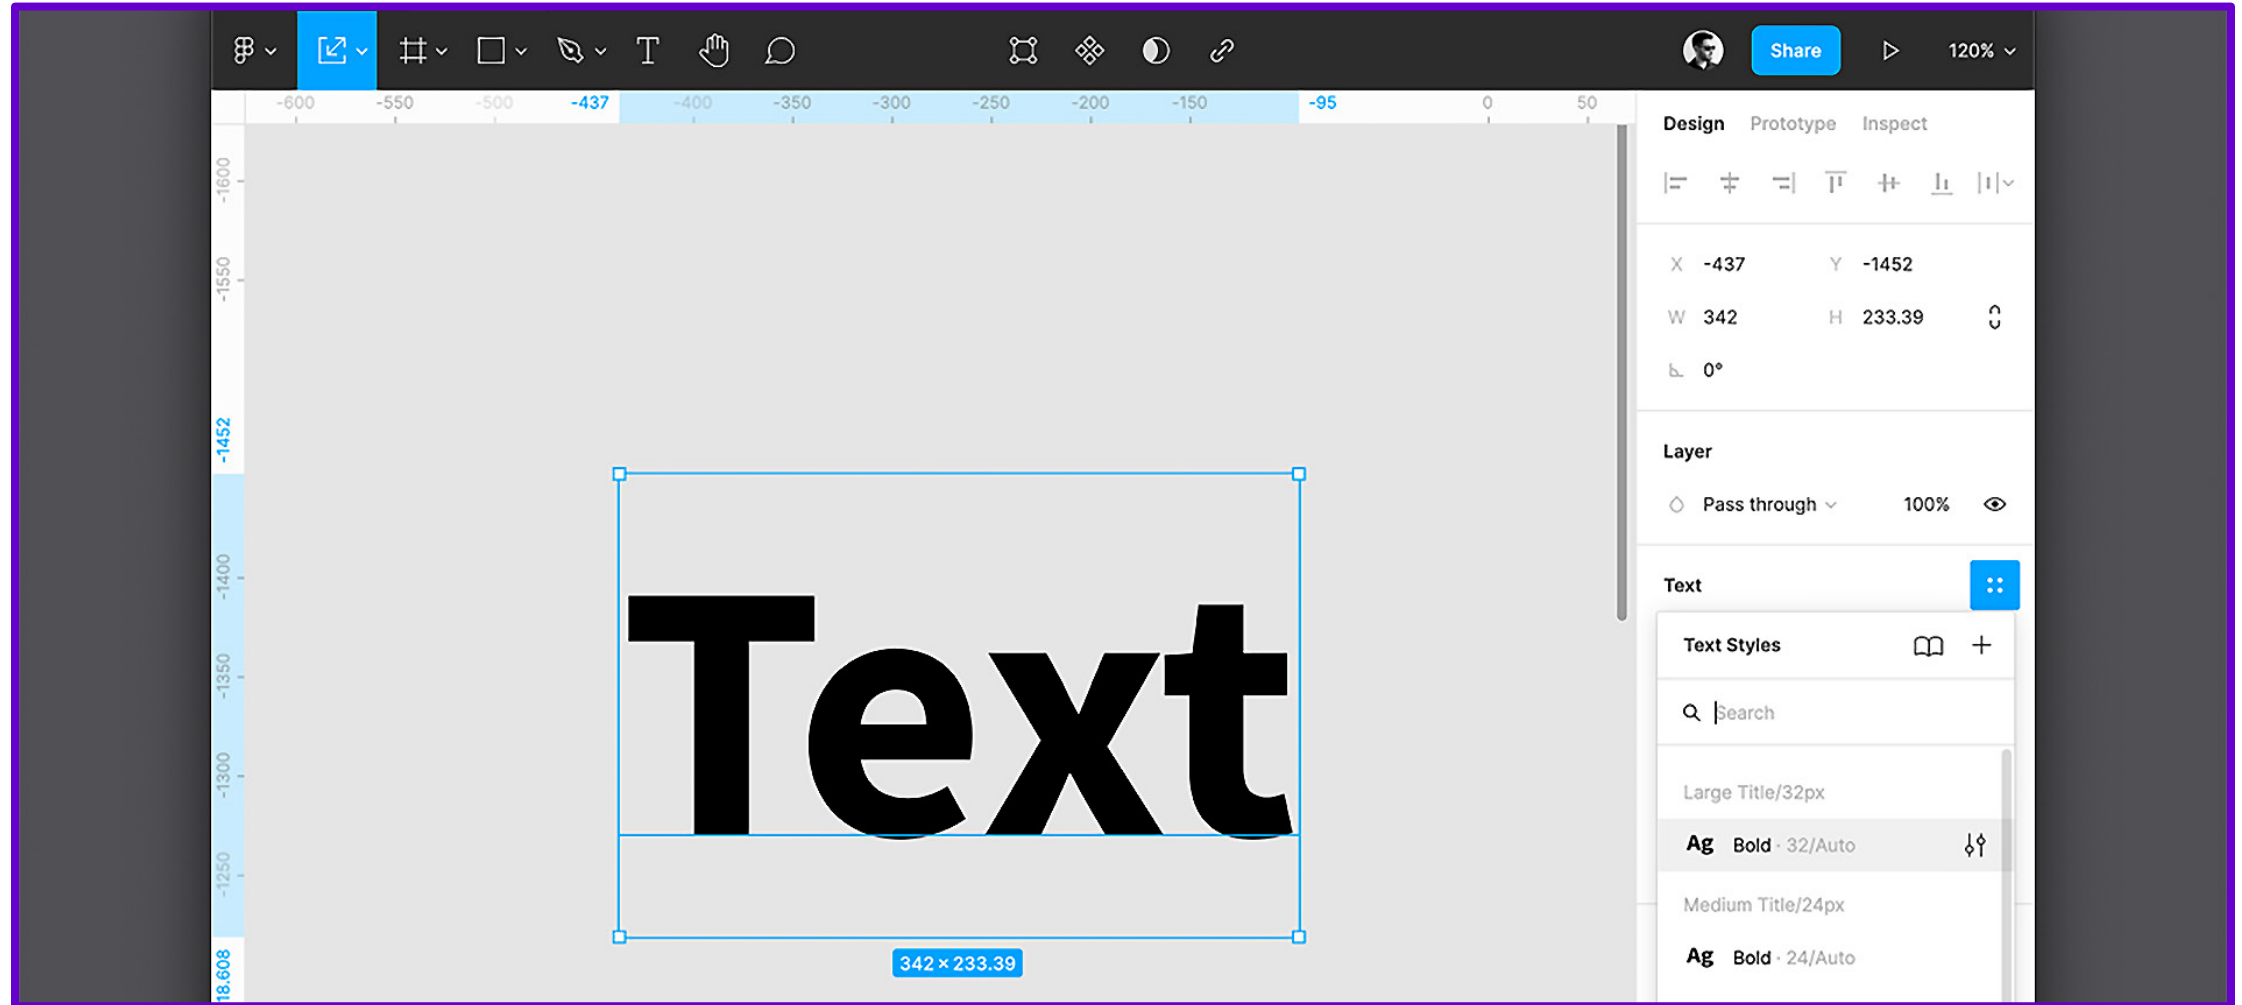 Share
120%
-600 -550 -500 -437 -400 -350 -300 -250 -200 -150 -95 0 50
Design Prototype Inspect
-1600
-1550
-1452
-1400
-1350
-1300
-1250
18.608
X -437 Y -1452
W 342 H 233.39
0°
Layer
Pass through 100%
Text
Text Styles
Search
Large Title/32px
Ag Bold · 32/Auto
Medium Title/24px
Ag Bold · 24/Auto
Text
342 × 233.39